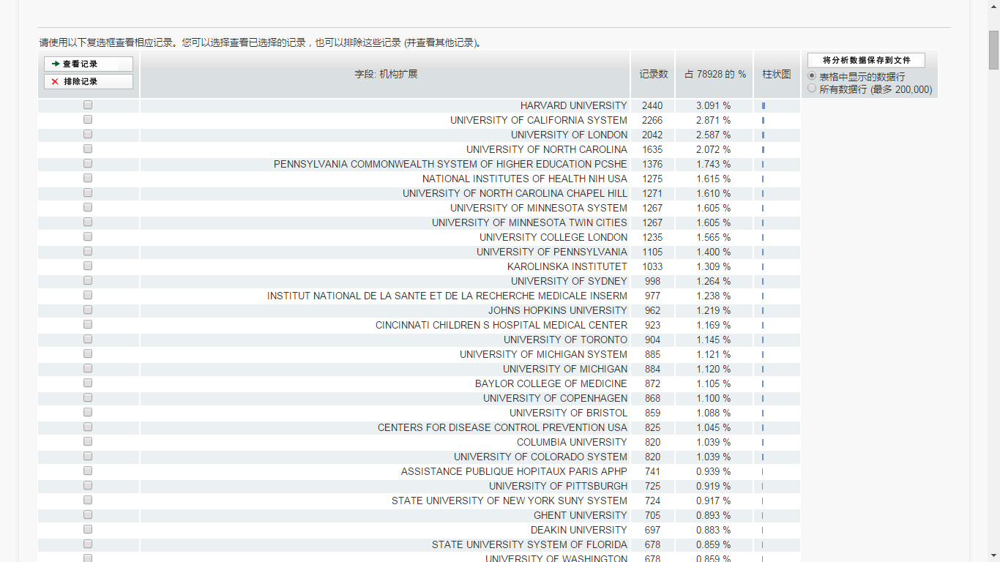 请使用以下复选框查看相应记录。您可以选择查看已选择的记录，也可以排除这些记录 (并查看其他记录)。
查看记录
排除记录
字段: 机构扩展
记录数
占 78928 的 %
柱状图
将分析数据保存到文件
表格中显示的数据行
所有数据行 (最多 200,000)
HARVARD UNIVERSITY 2440 3.091 %
UNIVERSITY OF CALIFORNIA SYSTEM 2266 2.871 %
UNIVERSITY OF LONDON 2042 2.587 %
UNIVERSITY OF NORTH CAROLINA 1635 2.072 %
PENNSYLVANIA COMMONWEALTH SYSTEM OF HIGHER EDUCATION PCSHE 1376 1.743 %
NATIONAL INSTITUTES OF HEALTH NIH USA 1275 1.615 %
UNIVERSITY OF NORTH CAROLINA CHAPEL HILL 1271 1.610 %
UNIVERSITY OF MINNESOTA SYSTEM 1267 1.605 %
UNIVERSITY OF MINNESOTA TWIN CITIES 1267 1.605 %
UNIVERSITY COLLEGE LONDON 1235 1.565 %
UNIVERSITY OF PENNSYLVANIA 1105 1.400 %
KAROLINSKA INSTITUTET 1033 1.309 %
UNIVERSITY OF SYDNEY 998 1.264 %
INSTITUT NATIONAL DE LA SANTE ET DE LA RECHERCHE MEDICALE INSERM 977 1.238 %
JOHNS HOPKINS UNIVERSITY 962 1.219 %
CINCINNATI CHILDREN S HOSPITAL MEDICAL CENTER 923 1.169 %
UNIVERSITY OF TORONTO 904 1.145 %
UNIVERSITY OF MICHIGAN SYSTEM 885 1.121 %
UNIVERSITY OF MICHIGAN 884 1.120 %
BAYLOR COLLEGE OF MEDICINE 872 1.105 %
UNIVERSITY OF COPENHAGEN 868 1.100 %
UNIVERSITY OF BRISTOL 859 1.088 %
CENTERS FOR DISEASE CONTROL PREVENTION USA 825 1.045 %
COLUMBIA UNIVERSITY 820 1.039 %
UNIVERSITY OF COLORADO SYSTEM 820 1.039 %
ASSISTANCE PUBLIQUE HOPITAUX PARIS APHP 741 0.939 %
UNIVERSITY OF PITTSBURGH 725 0.919 %
STATE UNIVERSITY OF NEW YORK SUNY SYSTEM 724 0.917 %
GHENT UNIVERSITY 705 0.893 %
DEAKIN UNIVERSITY 697 0.883 %
STATE UNIVERSITY SYSTEM OF FLORIDA 678 0.859 %
UNIVERSITY OF WASHINGTON 678 0.859 %